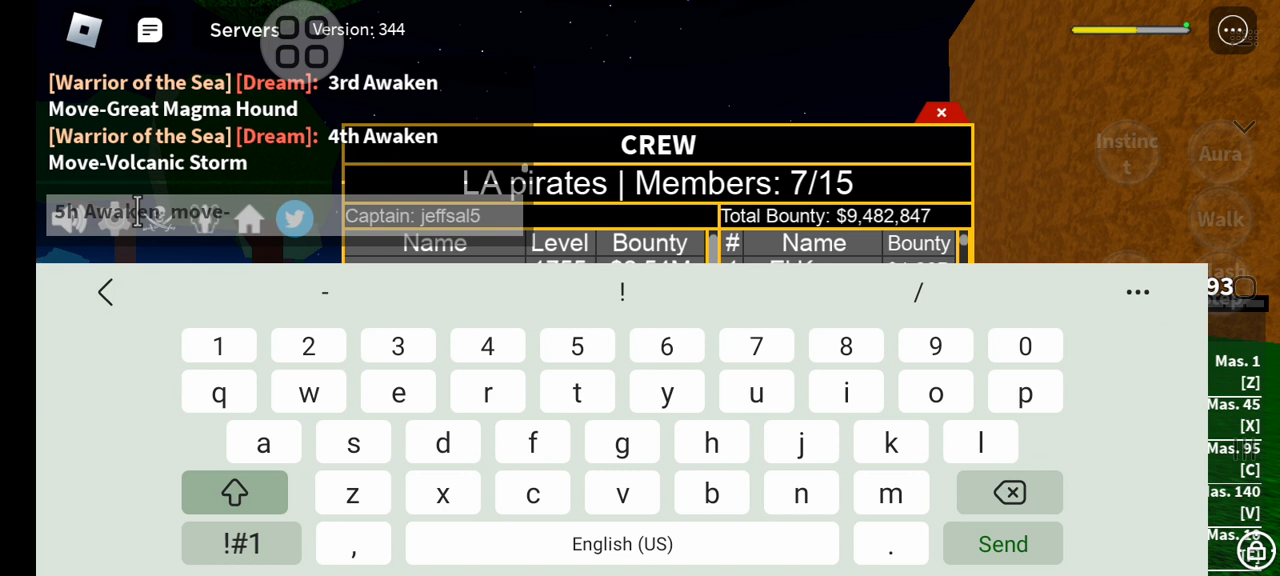 Servers
Version: 344
[Warrior of the Sea] [Dream]: 3rd Awaken
Move-Great Magma Hound
[Warrior of the Sea] [Dream]: 4th Awaken
Move-Volcanic Storm
5h Awaken move-
×
CREW
LA pirates | Members: 7/15
Captain: jeffsal5
Total Bounty: $9,482,847
Name Level Bounty # Name Bounty
Instinc
t
Aura
Walk
93
Mas. 1
[Z]
Mas. 45
[X]
Mas. 95
[C]
Mas. 140
[V]
- ! /
1 2 3 4 5 6 7 8 9 0
q w e r t y u i o p
a s d f g h j k l
z x c v b n m
!#1 , English (US) . Send